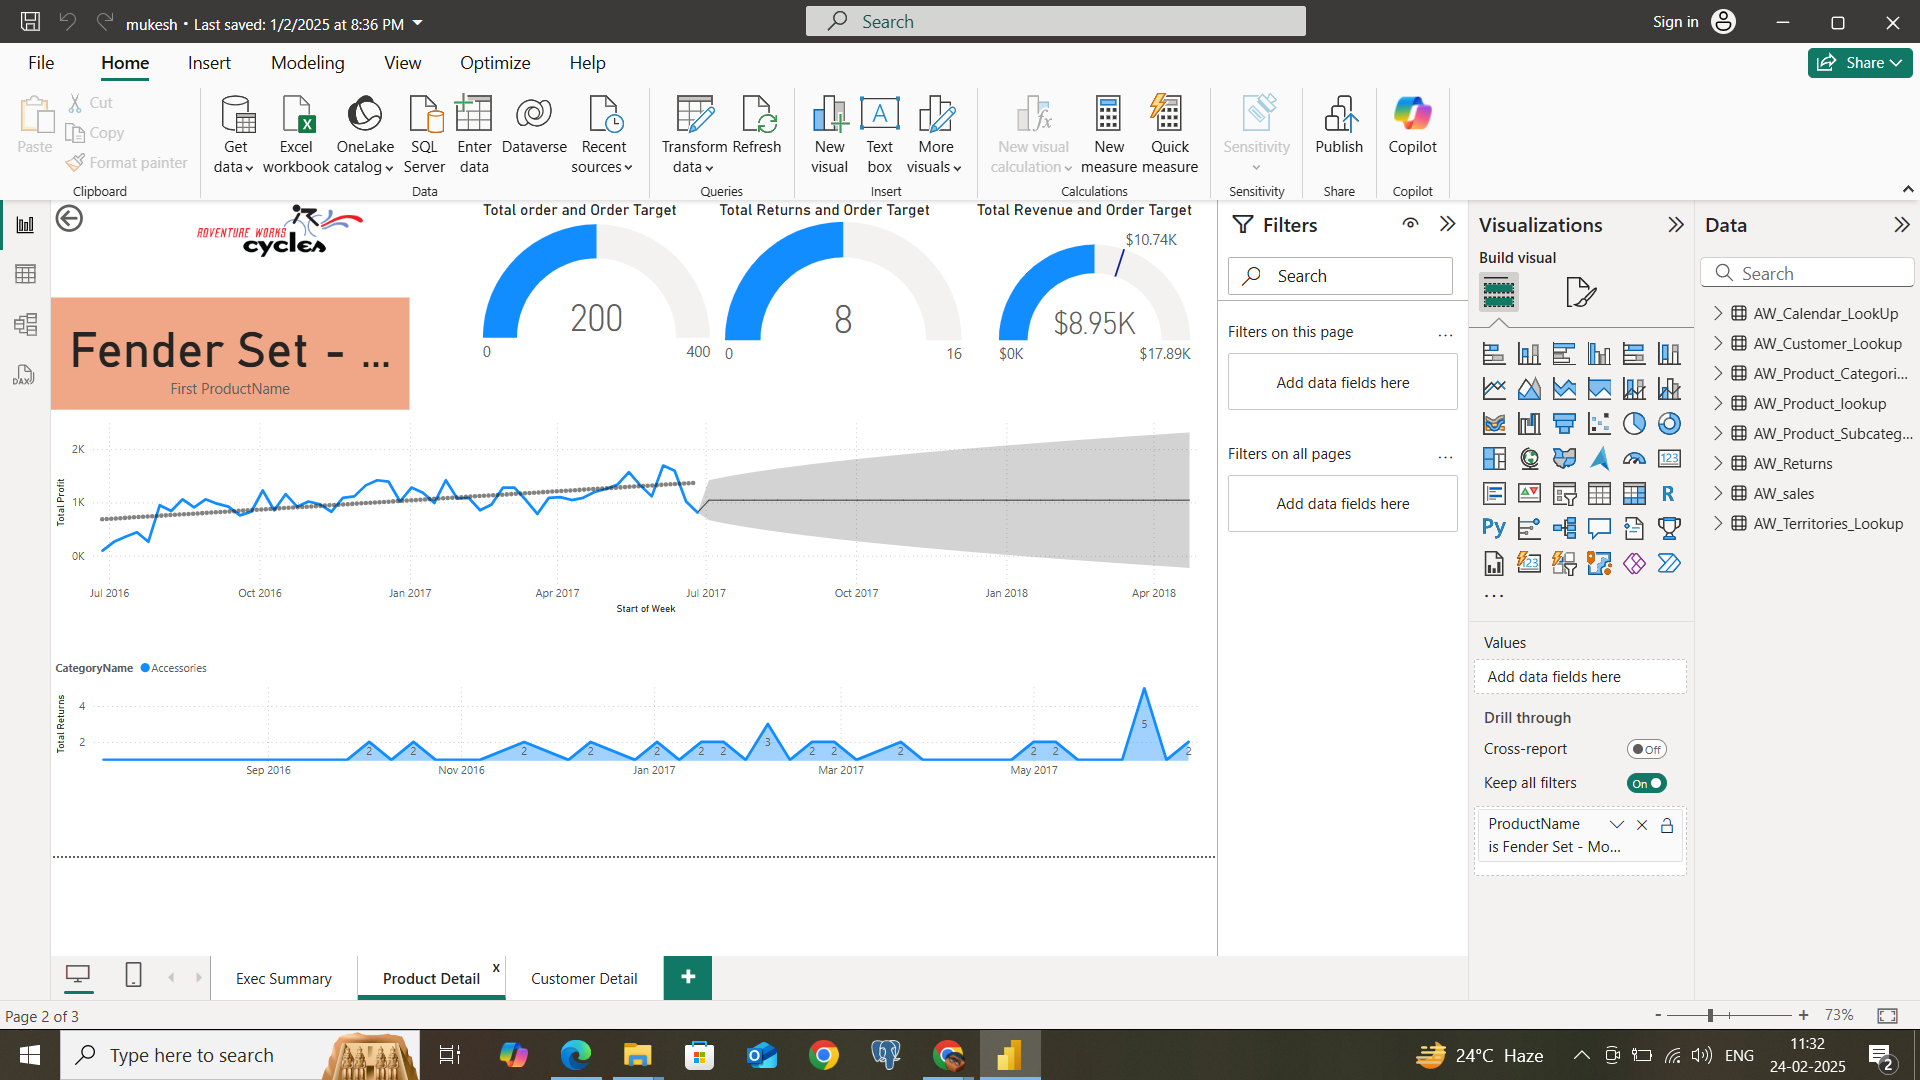 mukesh • Last saved: 1/2/2025 at 8:36 PM
Search
Sign in
File Home Insert Modeling View Optimize Help
Share
Paste
Cut
Copy
Format painter
Clipboard
Get data
Excel workbook
OneLake catalog
SQL Server
Enter data
Dataverse
Recent sources
Data
Transform data
Refresh
Queries
New visual
Text box
More visuals
Insert
New visual calculation
New measure
Quick measure
Calculations
Sensitivity
Sensitivity
Publish
Share
Copilot
Copilot
ADVENTURE WORKS
cycles
Total order and Order Target
200
0 400
Total Returns and Order Target
8
0 16
Total Revenue and Order Target
$10.74K
$8.95K
$0K $17.89K
Fender Set - ...
First ProductName
Total Profit
2K
1K
0K
Jul 2016 Oct 2016 Jan 2017 Apr 2017 Jul 2017 Oct 2017 Jan 2018 Apr 2018
Start of Week
CategoryName Accessories
Total Returns
4
2
2 2 2 2 2 2 2 3 2 2 2 2 2 5 2
Sep 2016 Nov 2016 Jan 2017 Mar 2017 May 2017
Filters
Search
Filters on this page ...
Add data fields here
Filters on all pages ...
Add data fields here
Visualizations
Build visual
123
R
Py
123
...
Values
Add data fields here
Drill through
Cross-report Off
Keep all filters On
ProductName
is Fender Set - Mo...
Data
Search
AW_Calendar_LookUp
AW_Customer_Lookup
AW_Product_Categori...
AW_Product_lookup
AW_Product_Subcateg...
AW_Returns
AW_sales
AW_Territories_Lookup
DAX
Exec Summary
Product Detail x
Customer Detail
+
Page 2 of 3
- + 73%
Type here to search
24°C Haze
ENG
11:32
24-02-2025
2